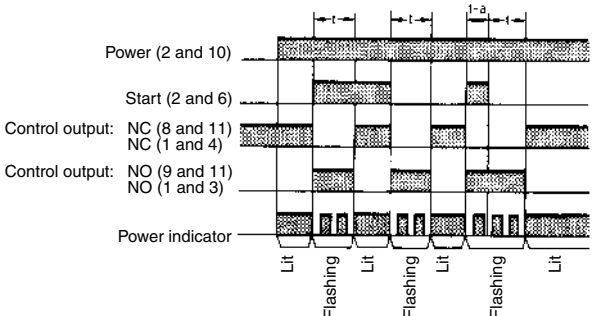 t t t-a t
Power (2 and 10)
Start (2 and 6)
Control output: NC (8 and 11)
NC (1 and 4)
Control output: NO (9 and 11)
NO (1 and 3)
Power indicator
Lit Flashing Lit Flashing Lit Flashing Lit